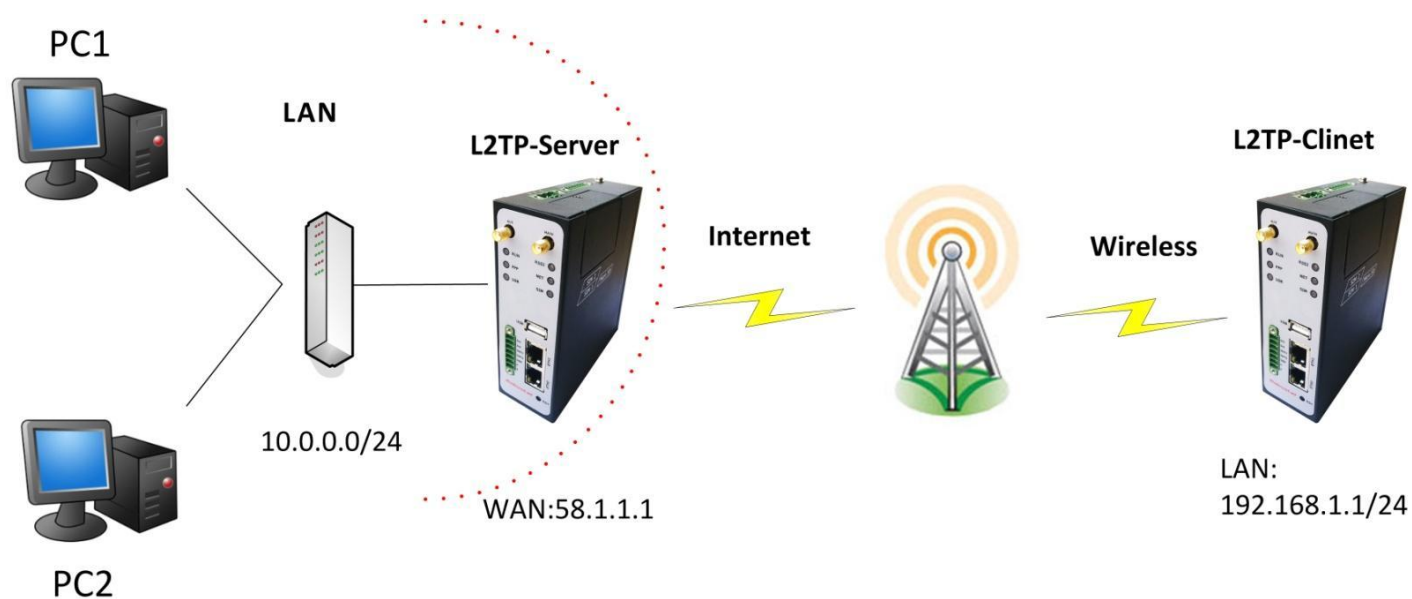 PC1
LAN
L2TP-Server
L2TP-Clinet
Internet
Wireless
10.0.0.0/24
WAN:58.1.1.1
LAN:
192.168.1.1/24
PC2